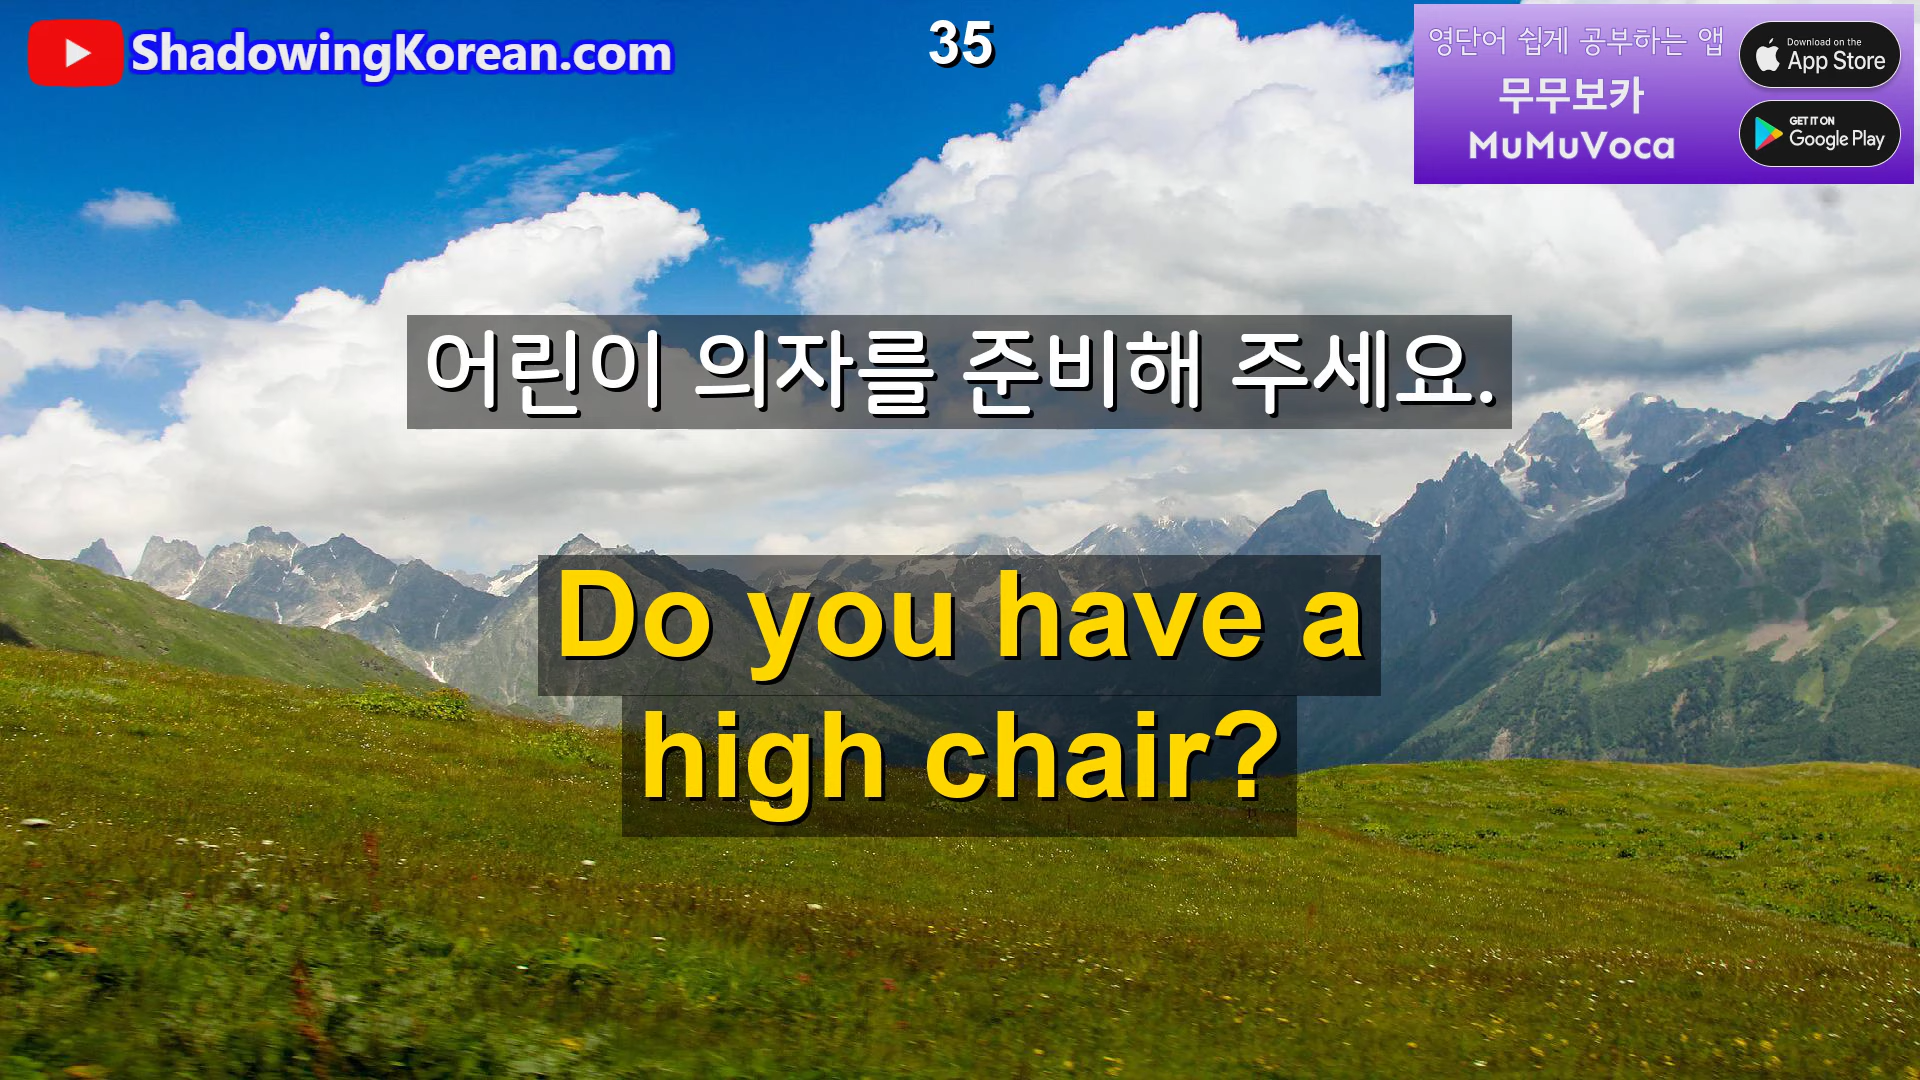 ShadowingKorean.com
35
영단어 쉽게 공부하는 앱
무무보카
MuMuVoca
Download on the
App Store
GET IT ON
Google Play
어린이 의자를 준비해 주세요.
Do you have a
high chair?